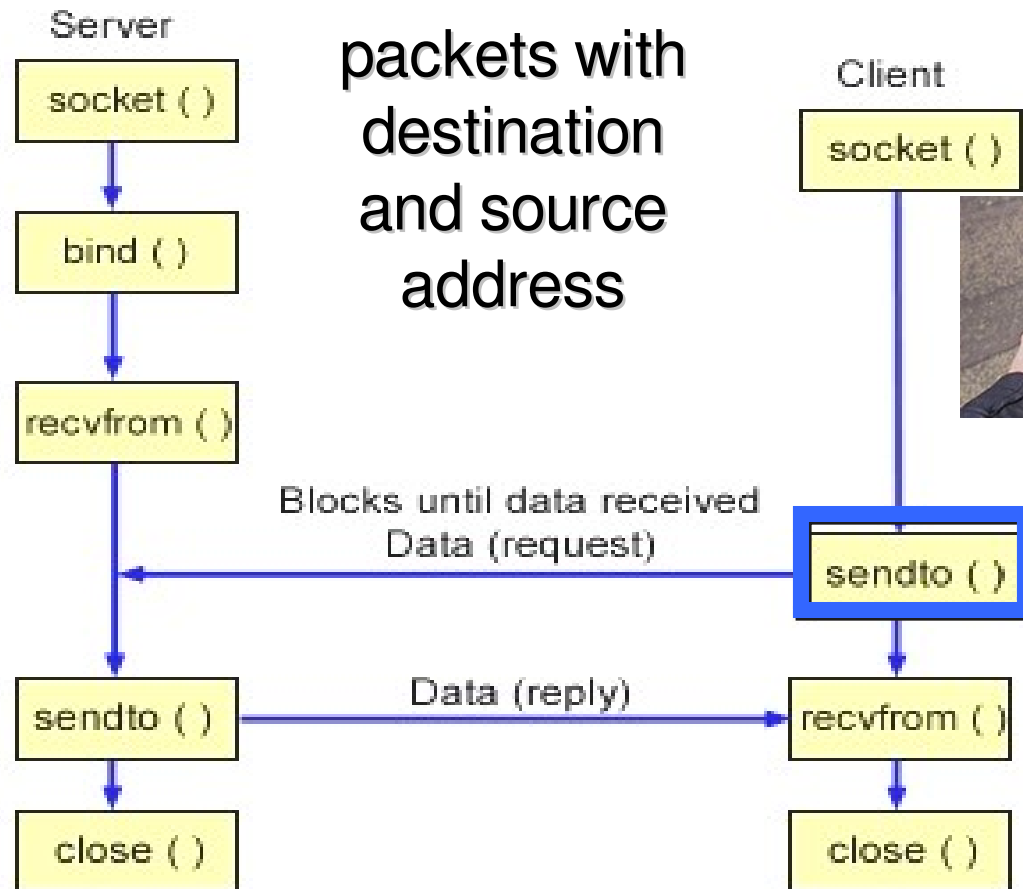 Server
socket ( )
bind ( )
recvfrom ( )
sendto ( )
close ( )
packets with
destination
and source
address
Blocks until data received
Data (request)
Data (reply)
Client
socket ( )
sendto ( )
recvfrom ( )
close ( )